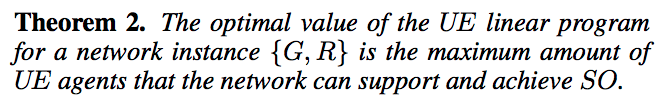 Theorem 2. The optimal value of the UE linear program
for a network instance {G, R} is the maximum amount of
UE agents that the network can support and achieve SO.